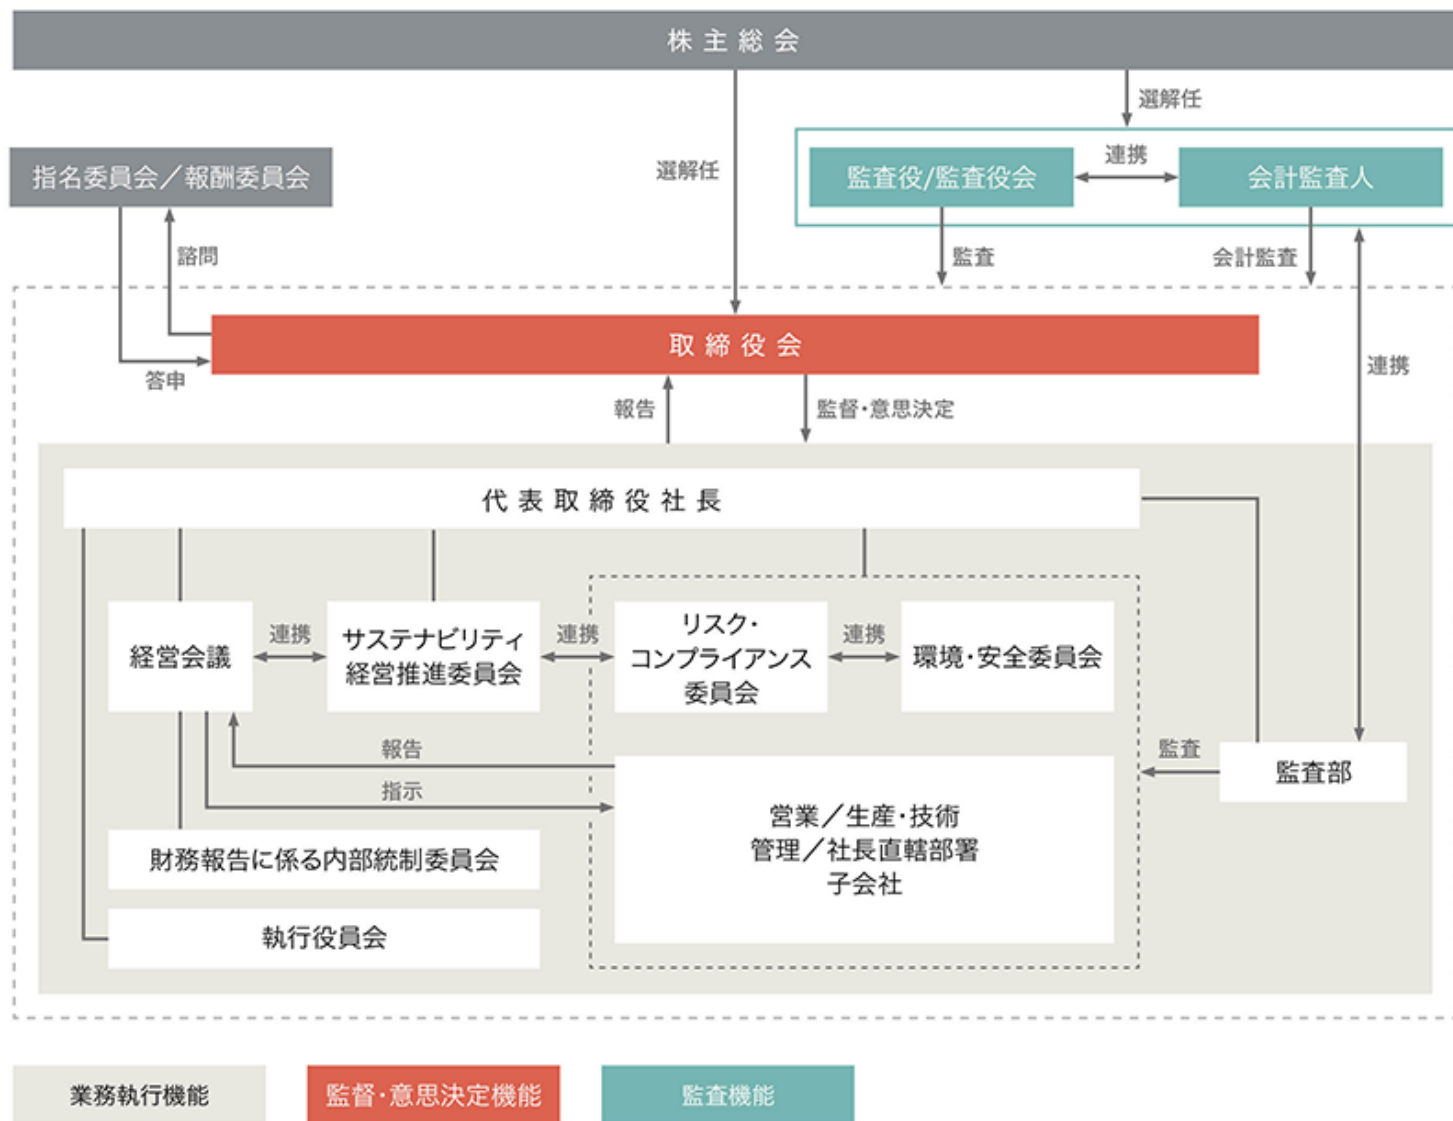 株主総会
選解任
選解任
指名委員会／報酬委員会
監査役/監査役会
連携
会計監査人
諮問
監査
会計監査
取締役会
答申
連携
報告
監督・意思決定
代表取締役社長
経営会議
連携
サステナビリティ
経営推進委員会
連携
リスク・
コンプライアンス
委員会
連携
環境・安全委員会
報告
指示
監査
監査部
営業／生産・技術
管理／社長直轄部署
子会社
財務報告に係る内部統制委員会
執行役員会
業務執行機能
監督・意思決定機能
監査機能